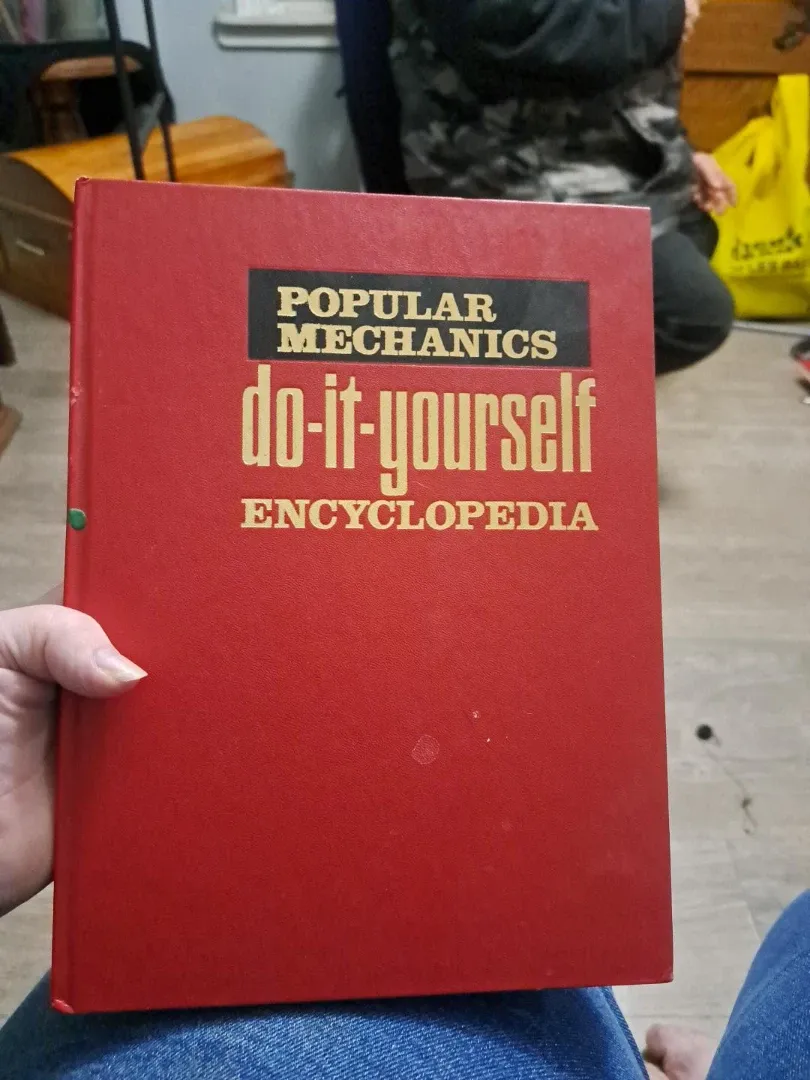 POPULAR
MECHANICS
do-it-yourself
ENCYCLOPEDIA